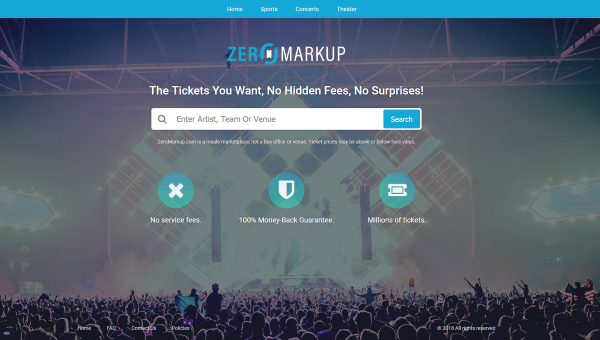 Home Sports Concerts Theater
ZERO MARKUP
The Tickets You Want, No Hidden Fees, No Surprises!
Enter Artist, Team Or Venue Search
ZeroMarkup.com is a resale marketplace, not a box office or venue. Ticket prices may be above or below face value.
No service fees. 100% Money-Back Guarantee. Millions of tickets.
Home FAQ Contact Us Policies © 2018 All rights reserved